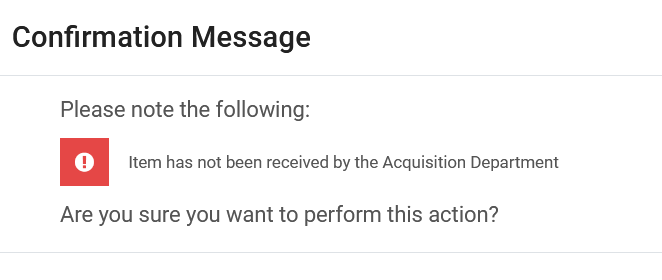 Confirmation Message
Please note the following:
Item has not been received by the Acquisition Department
Are you sure you want to perform this action?